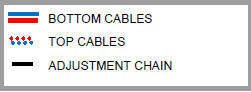 BOTTOM CABLES
TOP CABLES
ADJUSTMENT CHAIN